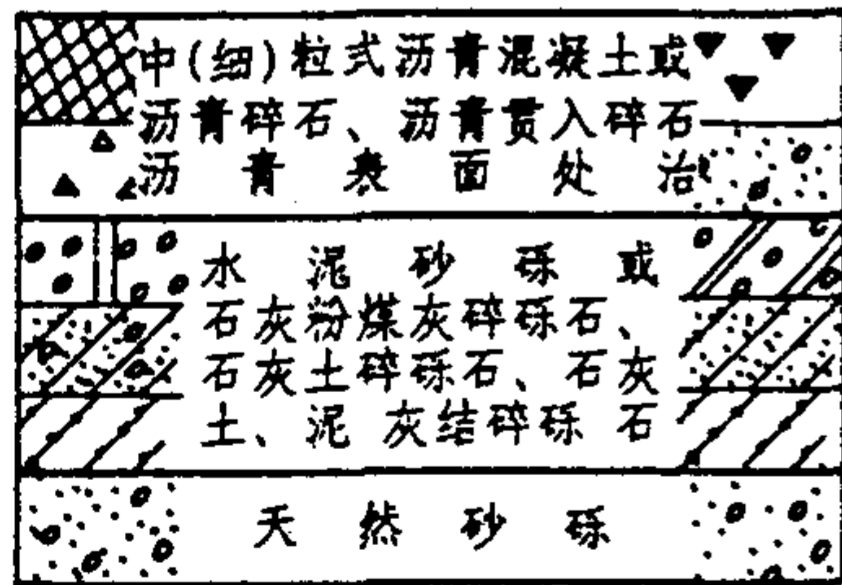 中(细)粒式沥青混凝土或
沥青碎石、沥青贯入碎石
沥青表面处治
水泥砂砾或
石灰粉煤灰碎砾石、
石灰土碎砾石、石灰
土、泥灰结碎砾石
天然砂砾